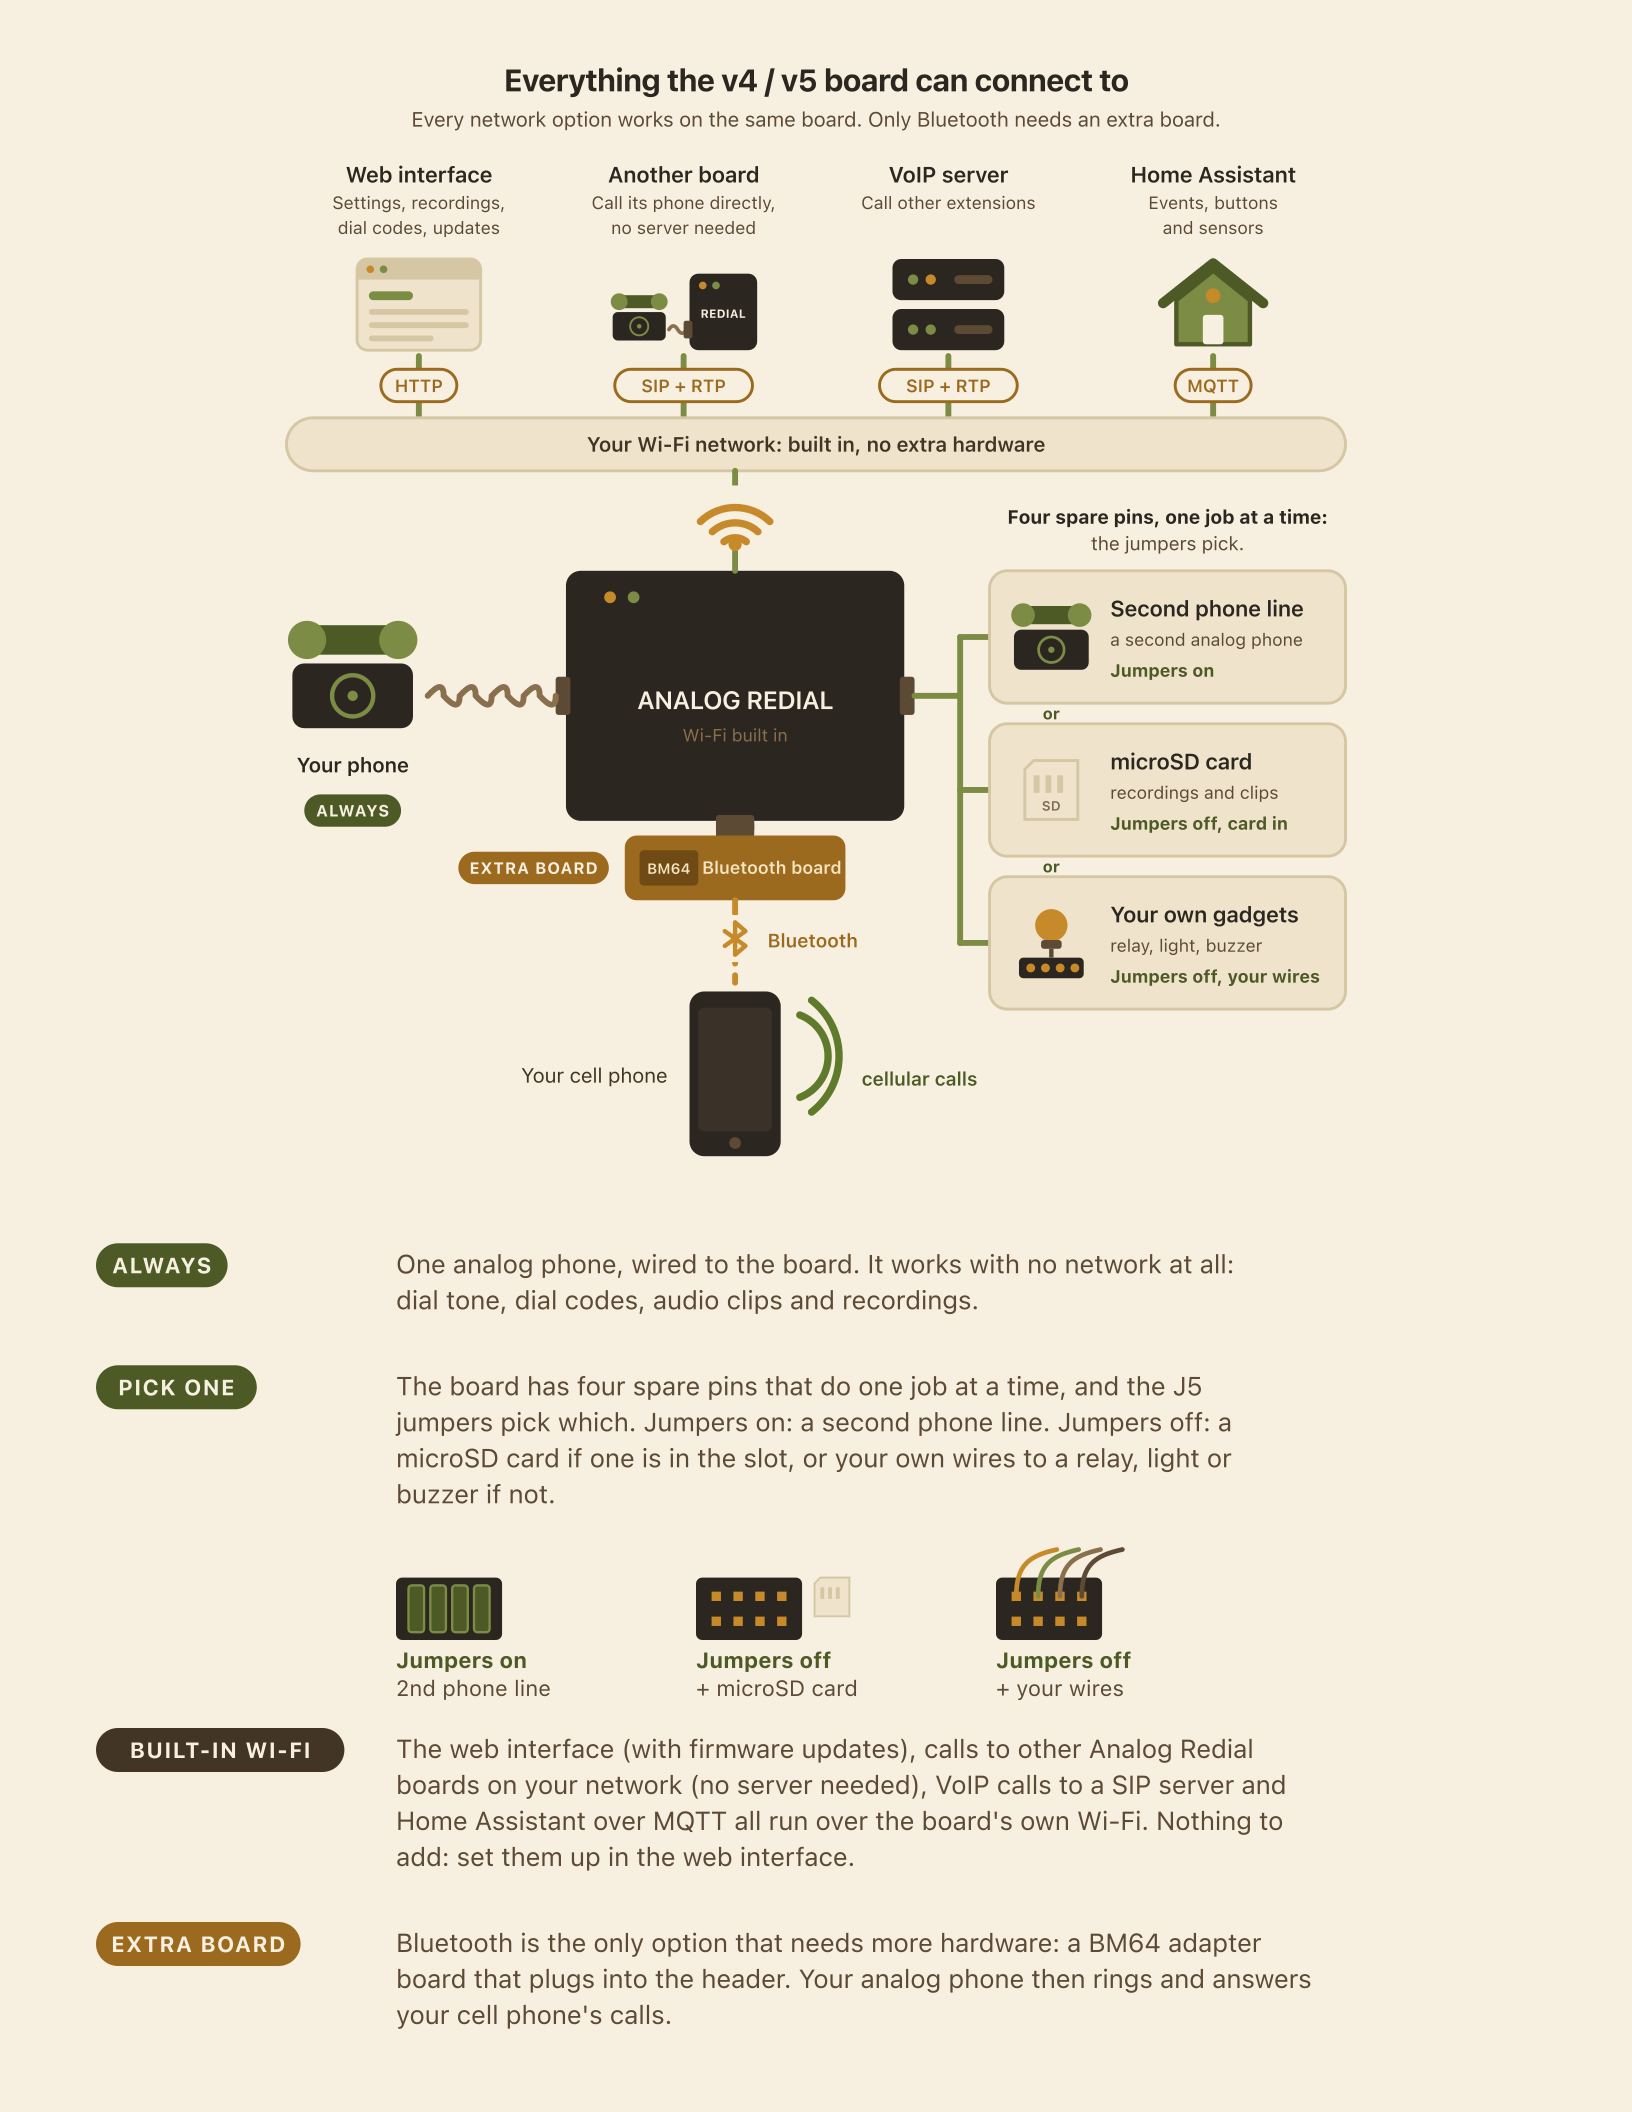 Everything the v4 / v5 board can connect to
Every network option works on the same board. Only Bluetooth needs an extra board.
Web interface
Settings, recordings,
dial codes, updates
Another board
Call its phone directly,
no server needed
VoIP server
Call other extensions
Home Assistant
Events, buttons
and sensors
REDIAL
HTTP
SIP + RTP
SIP + RTP
MQTT
Your Wi-Fi network: built in, no extra hardware
Four spare pins, one job at a time:
the jumpers pick.
Your phone
ALWAYS
ANALOG REDIAL
Wi-Fi built in
Second phone line
a second analog phone
Jumpers on
or
SD
microSD card
recordings and clips
Jumpers off, card in
or
Your own gadgets
relay, light, buzzer
Jumpers off, your wires
EXTRA BOARD
BM64
Bluetooth board
Bluetooth
Your cell phone
cellular calls
ALWAYS
One analog phone, wired to the board. It works with no network at all:
dial tone, dial codes, audio clips and recordings.
PICK ONE
The board has four spare pins that do one job at a time, and the J5
jumpers pick which. Jumpers on: a second phone line. Jumpers off: a
microSD card if one is in the slot, or your own wires to a relay, light or
buzzer if not.
Jumpers on
2nd phone line
Jumpers off
+ microSD card
Jumpers off
+ your wires
BUILT-IN WI-FI
The web interface (with firmware updates), calls to other Analog Redial
boards on your network (no server needed), VoIP calls to a SIP server and
Home Assistant over MQTT all run over the board's own Wi-Fi. Nothing to
add: set them up in the web interface.
EXTRA BOARD
Bluetooth is the only option that needs more hardware: a BM64 adapter
board that plugs into the header. Your analog phone then rings and answers
your cell phone's calls.